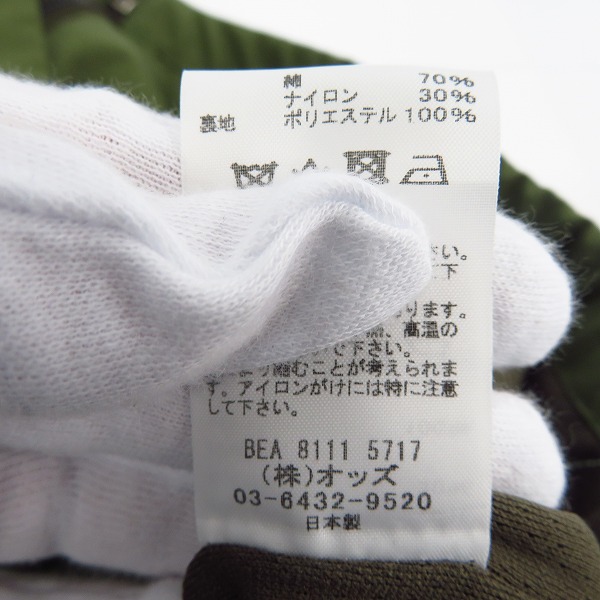 綿 70%
ナイロン 30%
裏地 ポリエステル 100%
さい。
下
ります。
高温の
で下さい。
り縮むことが考えられま
す。アイロンがけには特に注意
して下さい。
BEA 8111 5717
(株)オッズ
03-6432-9520
日本製